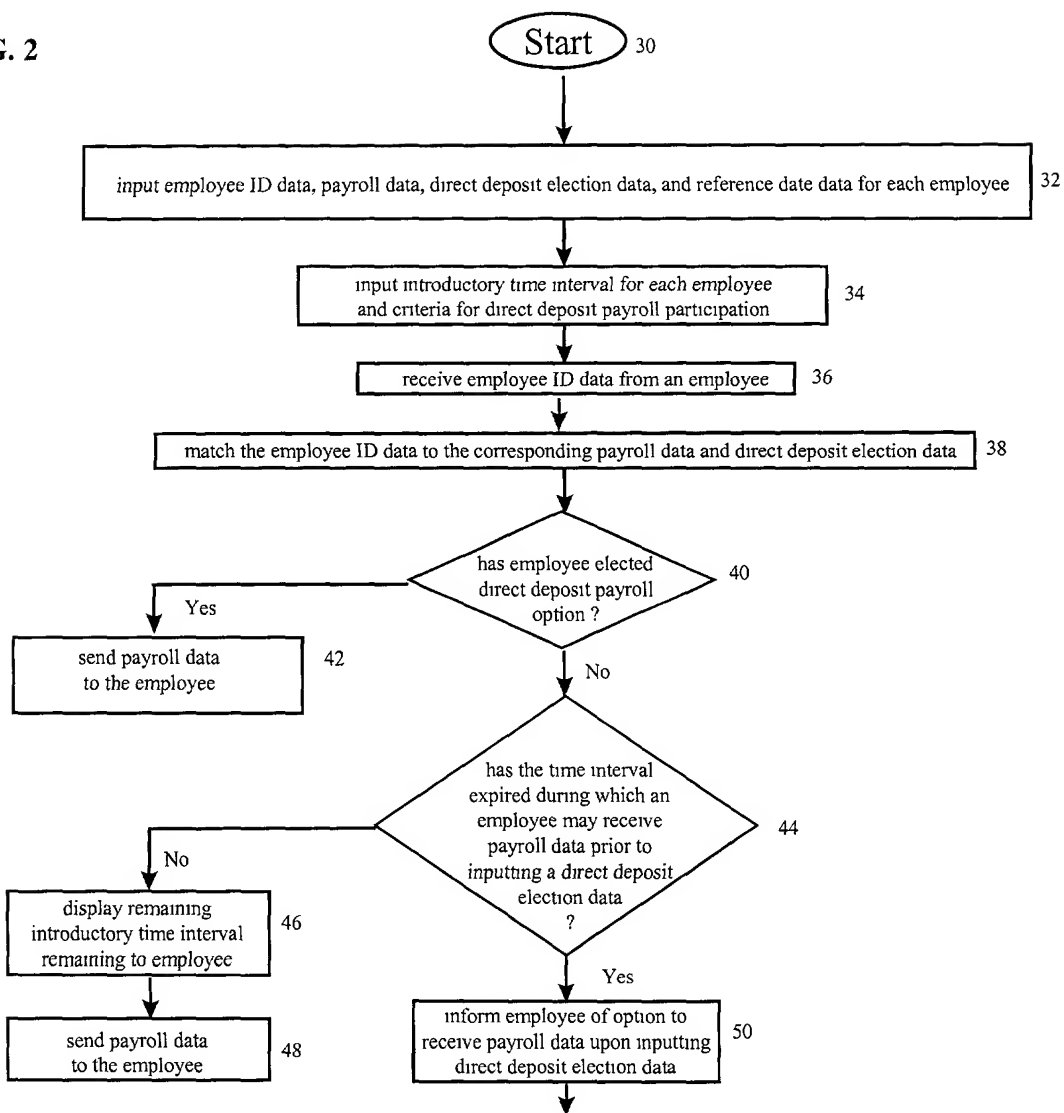 G. 2
Start 30
input employee ID data, payroll data, direct deposit election data, and reference date data for each employee 32
input introductory time interval for each employee
and criteria for direct deposit payroll participation
34
receive employee ID data from an employee 36
match the employee ID data to the corresponding payroll data and direct deposit election data 38
has employee elected
direct deposit payroll
option ?
40
Yes
send payroll data
to the employee
42
No
has the time interval
expired during which an
employee may receive
payroll data prior to
inputting a direct deposit
election data
?
44
No
display remaining
introductory time interval
remaining to employee
46
send payroll data
to the employee
48
Yes
inform employee of option to
receive payroll data upon inputting
direct deposit election data
50